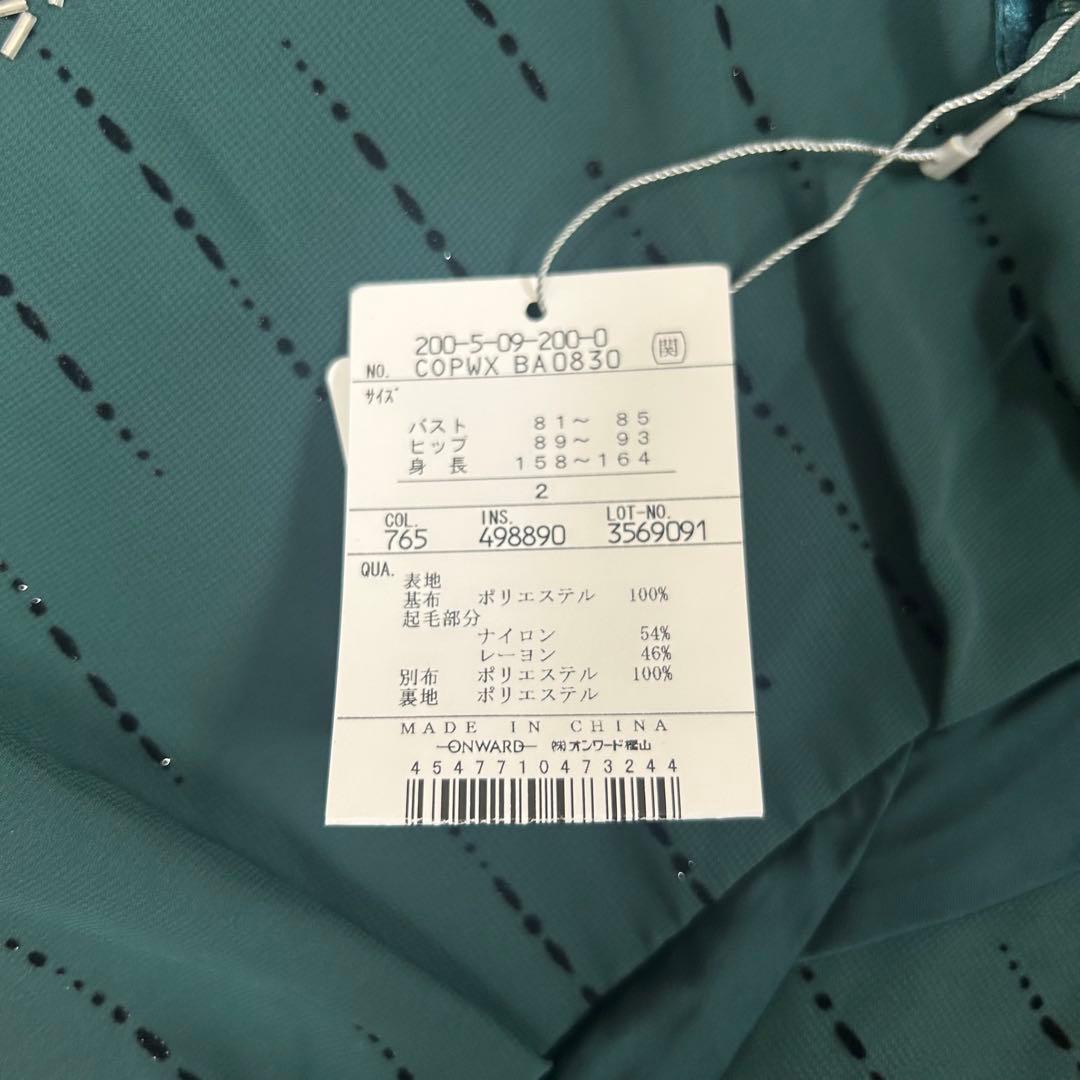 200-5-09-200-0
NO. COPWX BA0830 関
サイズ
バスト 81〜 85
ヒップ 89〜 93
身長 158〜164
2
COL. INS. LOT-NO.
765 498890 3569091
QUA. 表地
基布 ポリエステル 100%
起毛部分
ナイロン 54%
レーヨン 46%
別布 ポリエステル 100%
裏地 ポリエステル
MADE IN CHINA
ONWARD ㈱オンワード樫山
4547710473244